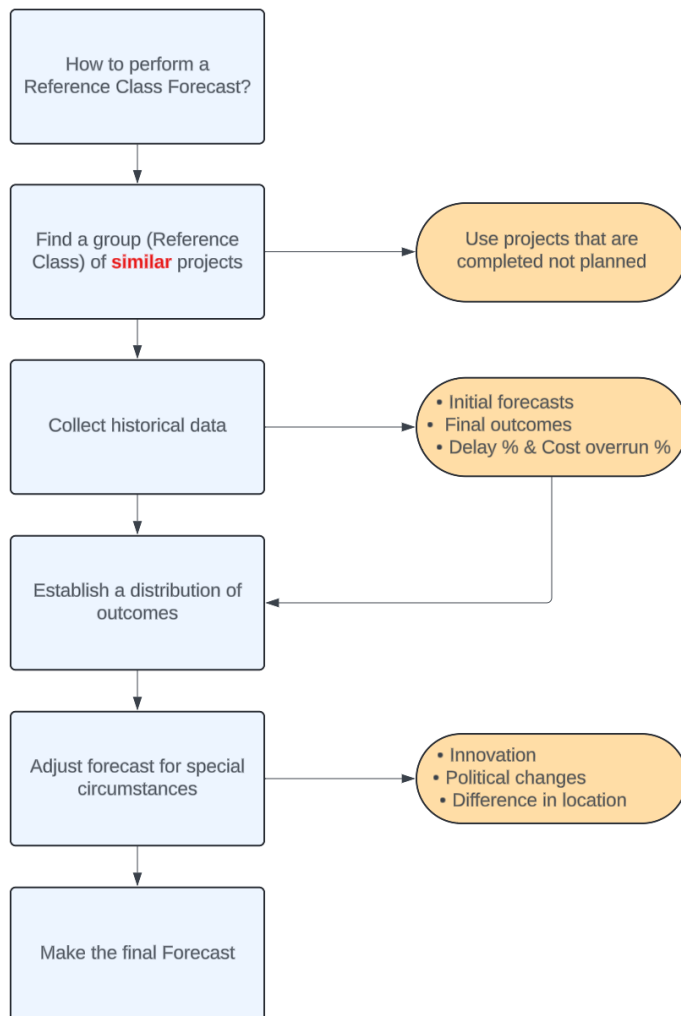 How to perform a
Reference Class Forecast?
Find a group (Reference
Class) of similar projects
Use projects that are
completed not planned
Collect historical data
• Initial forecasts
• Final outcomes
• Delay % & Cost overrun %
Establish a distribution of
outcomes
Adjust forecast for special
circumstances
• Innovation
• Political changes
• Difference in location
Make the final Forecast